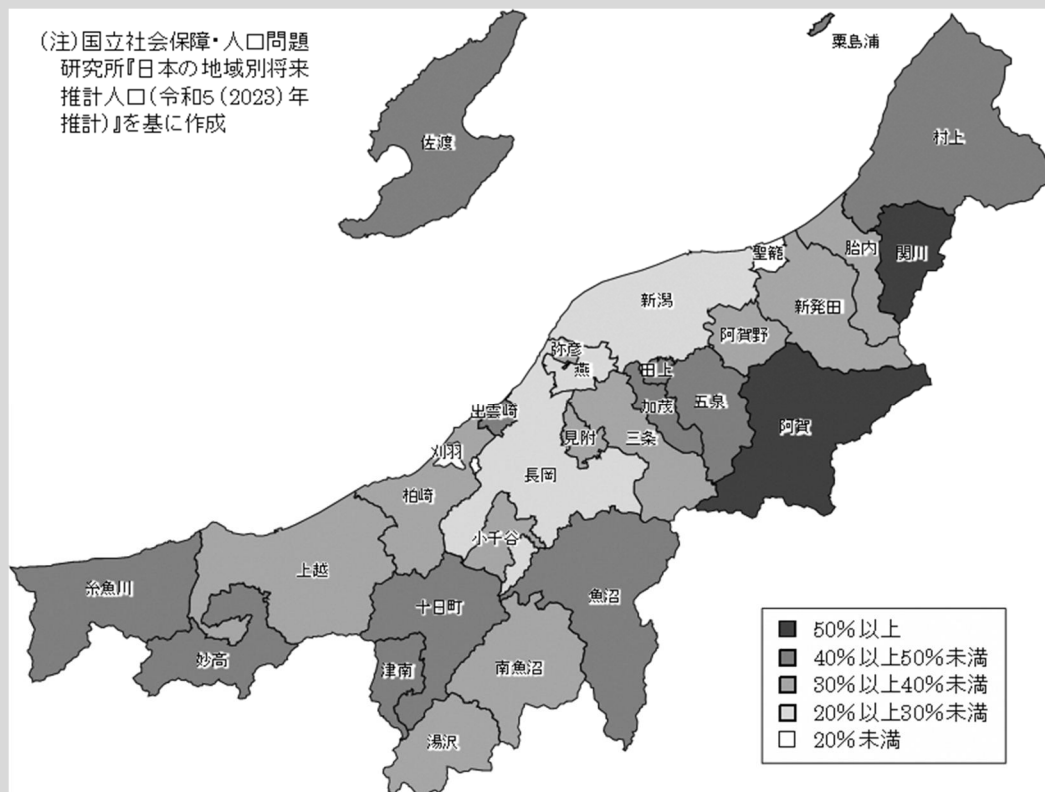 (注)国立社会保障・人口問題
研究所『日本の地域別将来
推計人口(令和5(2023)年
推計)』を基に作成
粟島浦
佐渡
村上
胎内
関川
聖籠
新潟
新発田
阿賀野
弥彦
燕
田上
五泉
加茂
出雲崎
阿賀
見附
三条
刈羽
長岡
柏崎
小千谷
上越
糸魚川
魚沼
十日町
妙高
津南
南魚沼
湯沢
50%以上
40%以上50%未満
30%以上40%未満
20%以上30%未満
20%未満